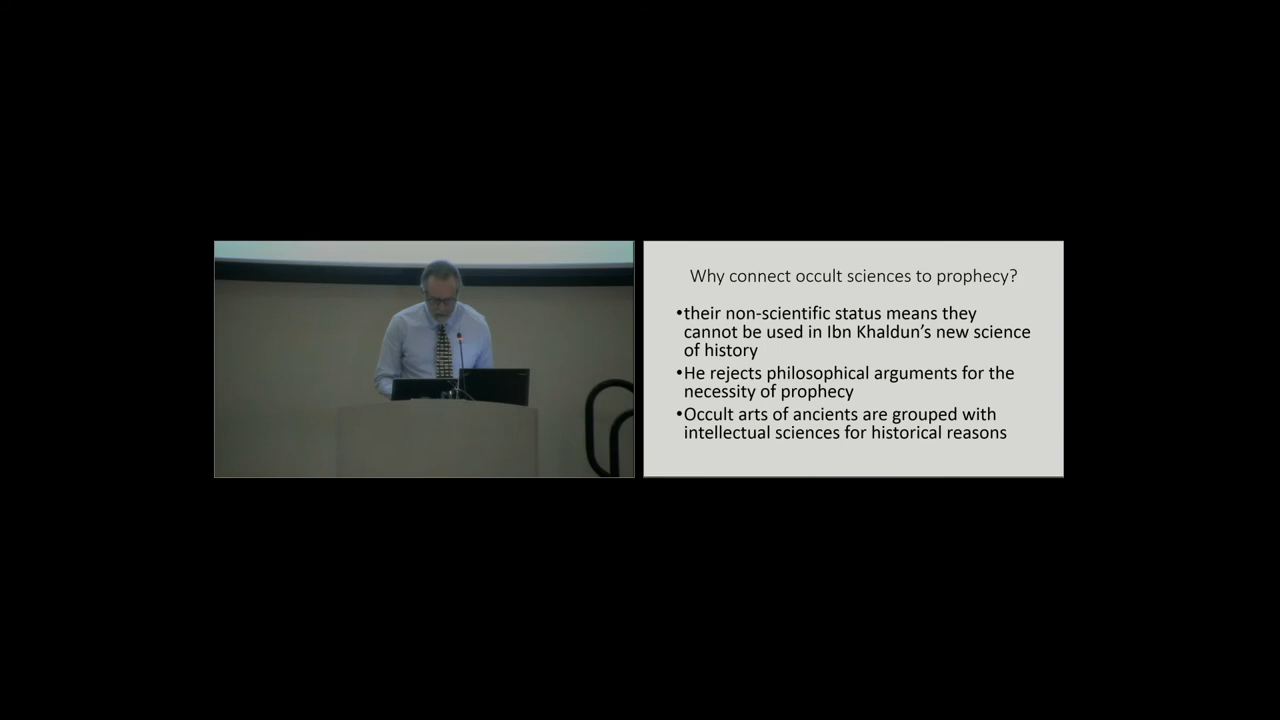 Why connect occult sciences to prophecy?
•their non-scientific status means they
cannot be used in Ibn Khaldun’s new science
of history
•He rejects philosophical arguments for the
necessity of prophecy
•Occult arts of ancients are grouped with
intellectual sciences for historical reasons